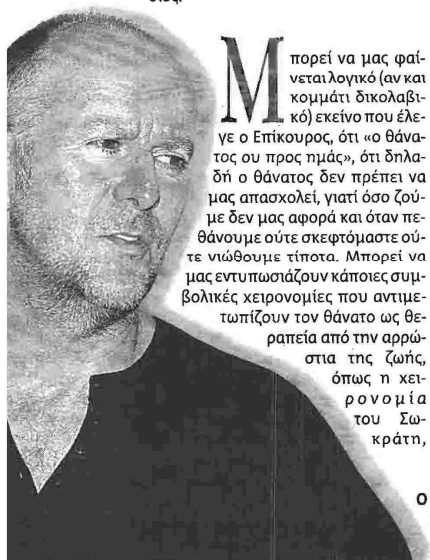 Μπορεί να μας φαί-
νεται λογικό (αν και
κομμάτι δικολαβι-
κό) εκείνο που έλε-
γε ο Επίκουρος, ότι «ο θάνα-
τος ου προς ημάς», ότι δηλα-
δή ο θάνατος δεν πρέπει να
μας απασχολεί, γιατί όσο ζού-
με δεν μας αφορά και όταν πε-
θάνουμε ούτε σκεφτόμαστε ού-
τε νιώθουμε τίποτα. Μπορεί να
μας εντυπωσιάζουν κάποιες συμ-
βολικές χειρονομίες που αντιμε-
τωπίζουν τον θάνατο ως θε-
ραπεία από την αρρώ-
στια της ζωής,
όπως η χει-
ρονομία
του Σω-
κράτη,
Ο